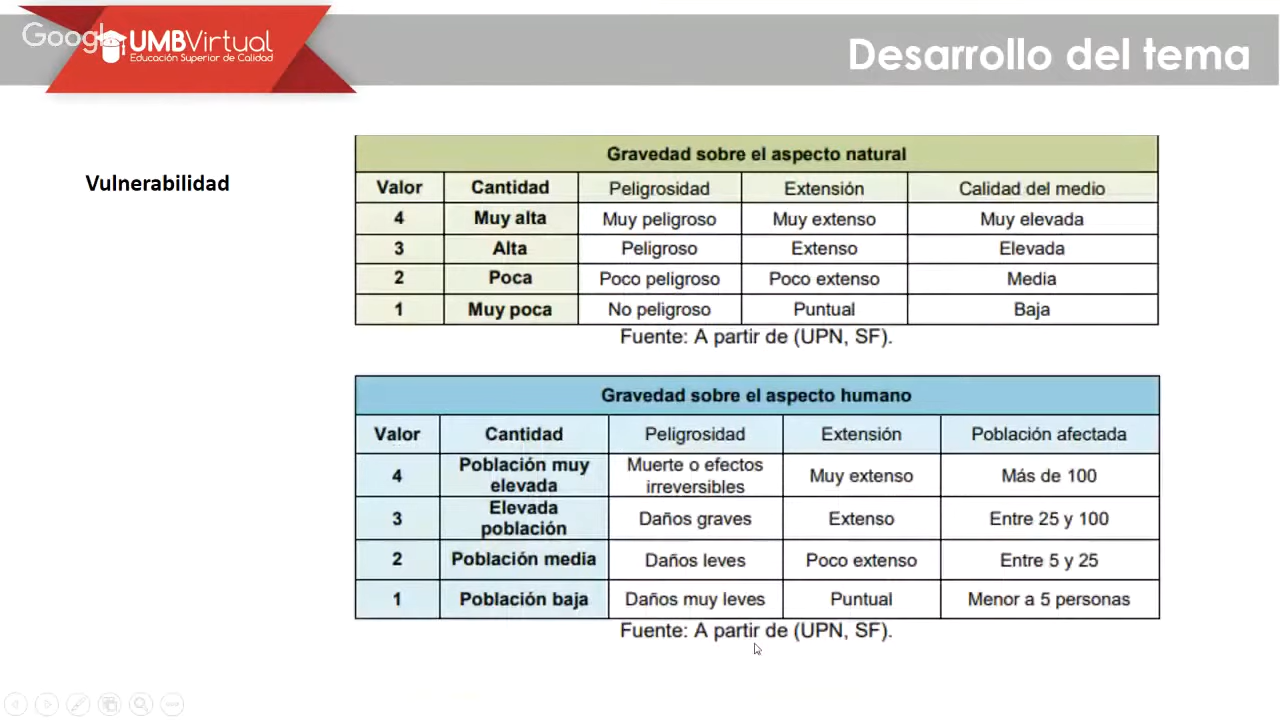 Google
UMBVirtual
Educación Superior de Calidad
Desarrollo del tema
Vulnerabilidad
Gravedad sobre el aspecto natural
Valor Cantidad Peligrosidad Extensión Calidad del medio
4 Muy alta Muy peligroso Muy extenso Muy elevada
3 Alta Peligroso Extenso Elevada
2 Poca Poco peligroso Poco extenso Media
1 Muy poca No peligroso Puntual Baja
Fuente: A partir de (UPN, SF).
Gravedad sobre el aspecto humano
Valor Cantidad Peligrosidad Extensión Población afectada
4 Población muy elevada Muerte o efectos irreversibles Muy extenso Más de 100
3 Elevada población Daños graves Extenso Entre 25 y 100
2 Población media Daños leves Poco extenso Entre 5 y 25
1 Población baja Daños muy leves Puntual Menor a 5 personas
Fuente: A partir de (UPN, SF).